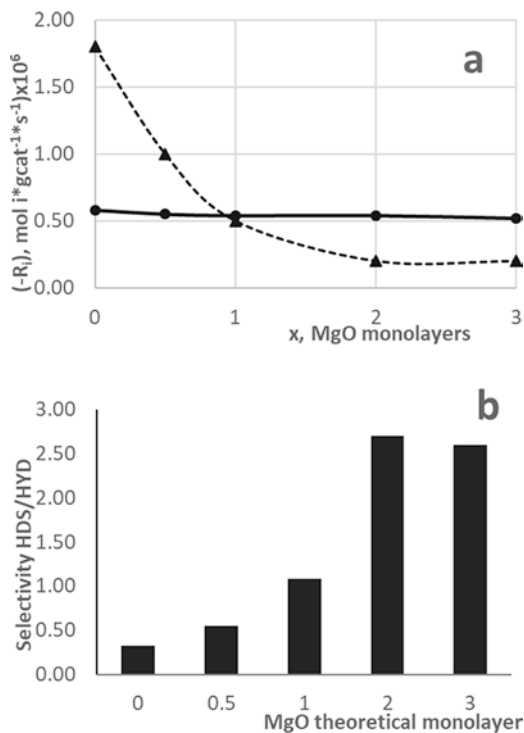 a
2.00
1.50
1.00
0.50
0.00
(-Rᵢ), mol i*gcat⁻¹*s⁻¹)x10⁶
0 1 2 3
x, MgO monolayers
b
3.00
2.50
2.00
1.50
1.00
0.50
0.00
Selectivity HDS/HYD
0 0.5 1 2 3
MgO theoretical monolayer